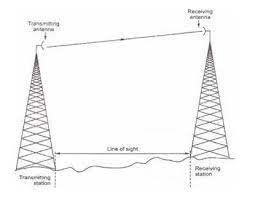 Transmitting
antenna
Receiving
antenna
Line of sight
Transmitting
station
Receiving
station